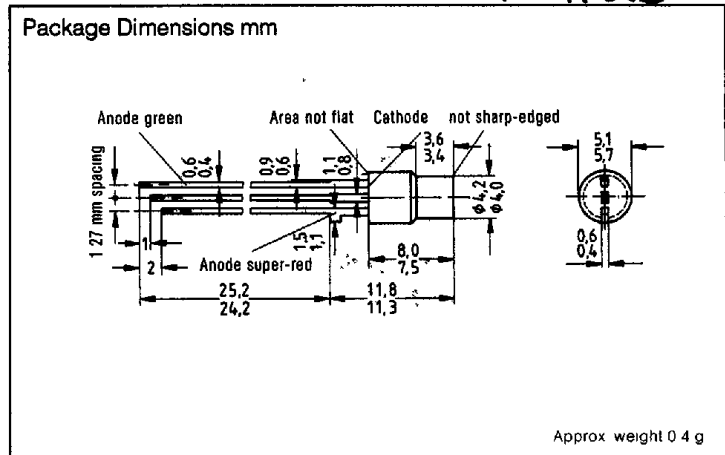 Package Dimensions mm
Anode green
Area not flat
Cathode
not sharp-edged
0,6
0,4
0,9
0,6
1,1
0,8
3,6
3,4
5,1
5,7
1 27 mm spacing
ϕ 4,2
ϕ 4,0
1
2
1,5
1,1
Anode super-red
8,0
7,5
0,6
0,4
25,2
24,2
11,8
11,3
Approx weight 0 4 g